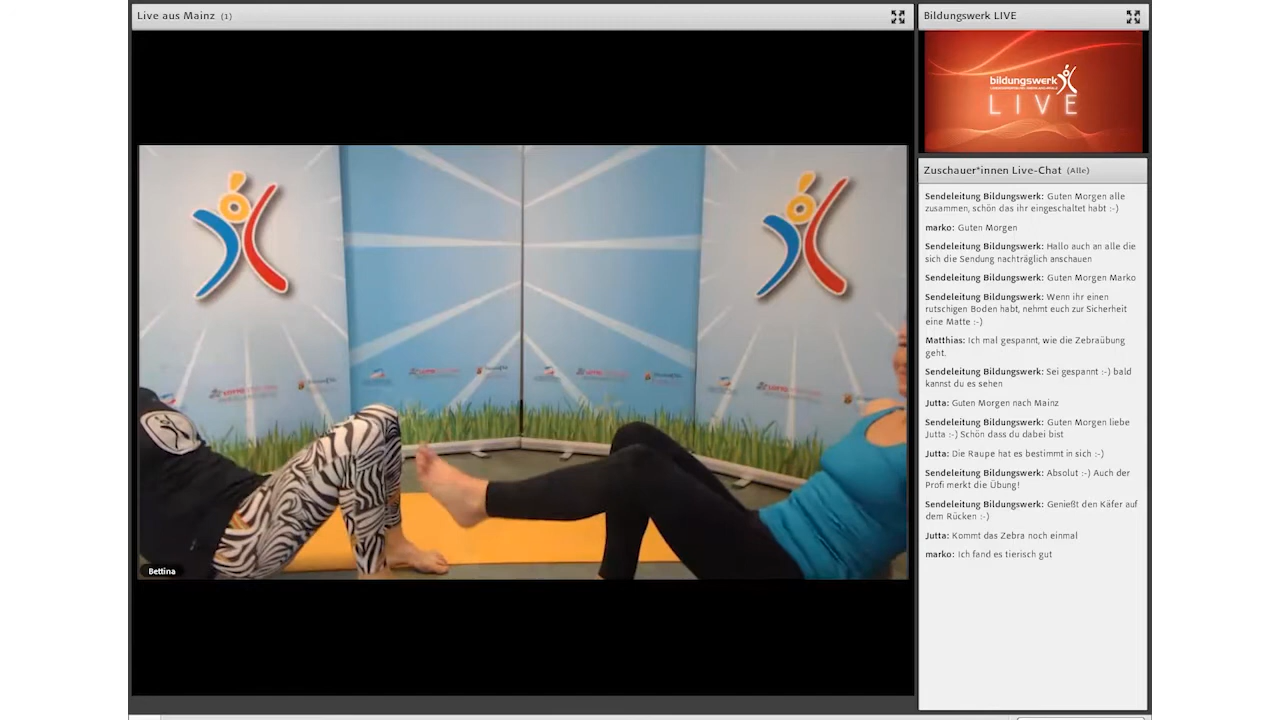 Live aus Mainz (1)
Bildungswerk LIVE
bildungswerk
LIVE
Bettina
Zuschauer*innen Live-Chat (Alle)
Sendeleitung Bildungswerk: Guten Morgen alle
zusammen, schön das ihr eingeschaltet habt :-)
marko: Guten Morgen
Sendeleitung Bildungswerk: Hallo auch an alle die
sich die Sendung nachträglich anschauen
Sendeleitung Bildungswerk: Guten Morgen Marko
Sendeleitung Bildungswerk: Wenn ihr einen
rutschigen Boden habt, nehmt euch zur Sicherheit
eine Matte :-)
Matthias: Ich mal gespannt, wie die Zebraübung
geht.
Sendeleitung Bildungswerk: Sei gespannt :-) bald
kannst du es sehen
Jutta: Guten Morgen nach Mainz
Sendeleitung Bildungswerk: Guten Morgen liebe
Jutta :-) Schön dass du dabei bist
Jutta: Die Raupe hat es bestimmt in sich :-)
Sendeleitung Bildungswerk: Absolut :-) Auch der
Profi merkt die Übung!
Sendeleitung Bildungswerk: Genießt den Käfer auf
dem Rücken :-)
Jutta: Kommt das Zebra noch einmal
marko: Ich fand es tierisch gut